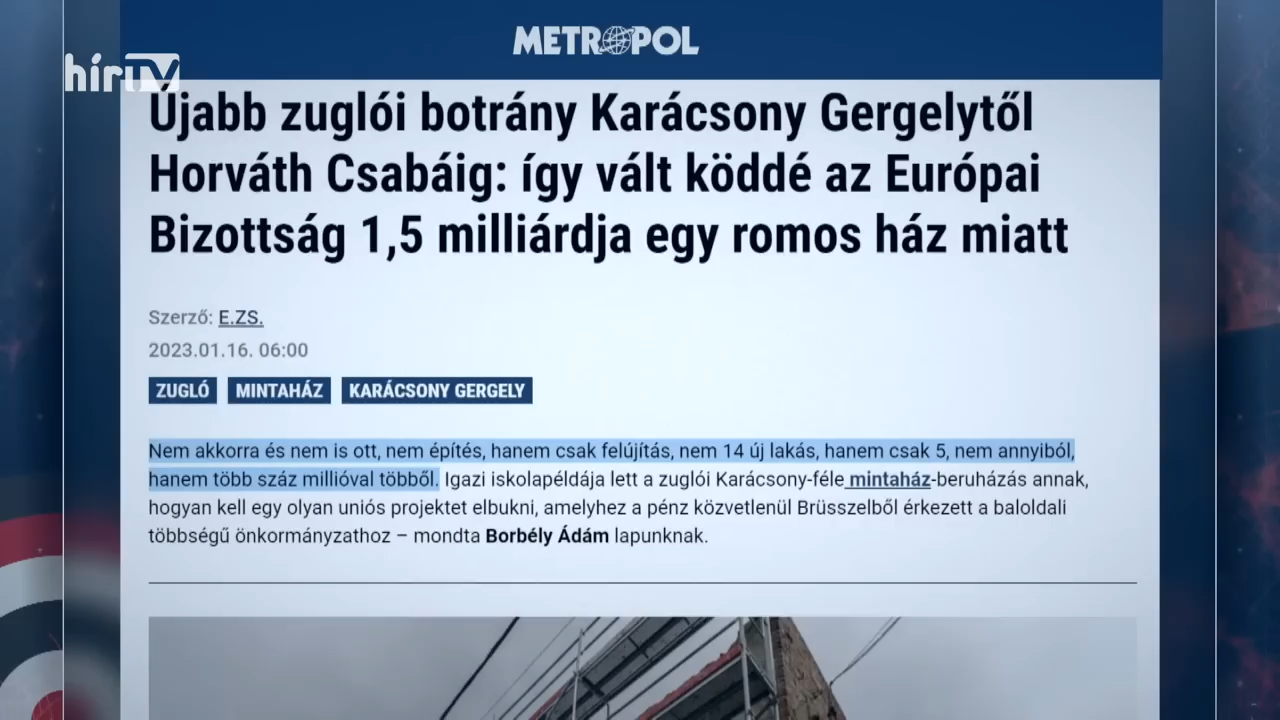 METROPOL
hírTV
Újabb zuglói botrány Karácsony Gergelytől
Horváth Csabáig: így vált köddé az Európai
Bizottság 1,5 milliárdja egy romos ház miatt
Szerző: E.ZS.
2023.01.16. 06:00
ZUGLÓ MINTAHÁZ KARÁCSONY GERGELY
Nem akkorra és nem is ott, nem építés, hanem csak felújítás, nem 14 új lakás, hanem csak 5, nem annyiból,
hanem több száz millióval többől. Igazi iskolapéldája lett a zuglói Karácsony-féle mintaház-beruházás annak,
hogyan kell egy olyan uniós projektet elbukni, amelyhez a pénz közvetlenül Brüsszelből érkezett a baloldali
többségű önkormányzathoz – mondta Borbély Ádám lapunknak.